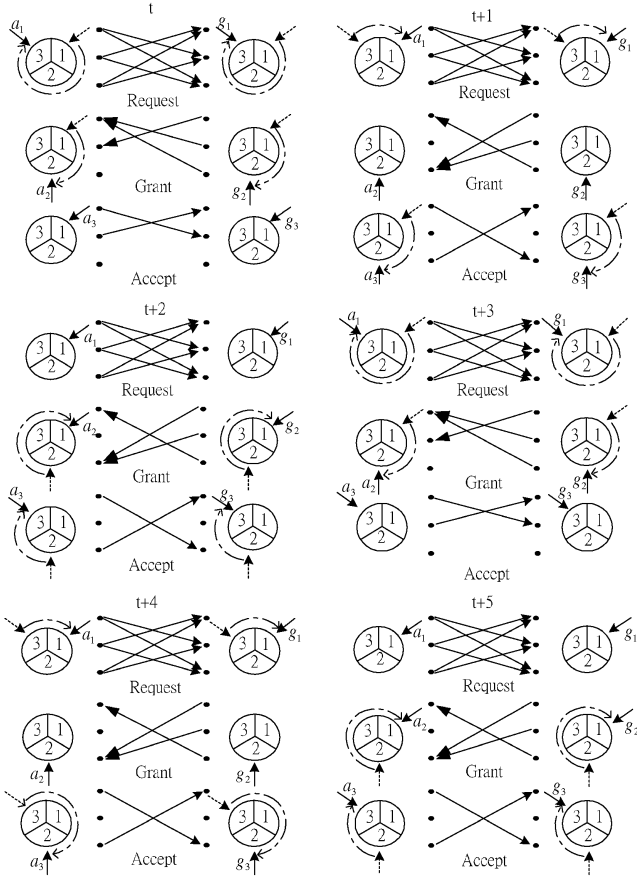 t
a1 3 1 2 g1 3 1 2
Request
3 1 2 a2 3 1 2 g2
Grant
a3 3 1 2 g3 3 1 2
Accept
t+1
a1 3 1 2 g1 3 1 2
Request
3 1 2 a2 3 1 2 g2
Grant
3 1 2 a3 3 1 2 g3
Accept
t+2
3 1 2 a1 3 1 2 g1
Request
3 1 2 a2 3 1 2 g2
Grant
a3 3 1 2 g3 3 1 2
Accept
t+3
a1 3 1 2 g1 3 1 2
Request
3 1 2 a2 3 1 2 g2
Grant
a3 3 1 2 g3 3 1 2
Accept
t+4
3 1 2 a1 3 1 2 g1
Request
3 1 2 a2 3 1 2 g2
Grant
3 1 2 a3 3 1 2 g3
Accept
t+5
3 1 2 a1 3 1 2 g1
Request
3 1 2 a2 3 1 2 g2
Grant
a3 3 1 2 g3 3 1 2
Accept